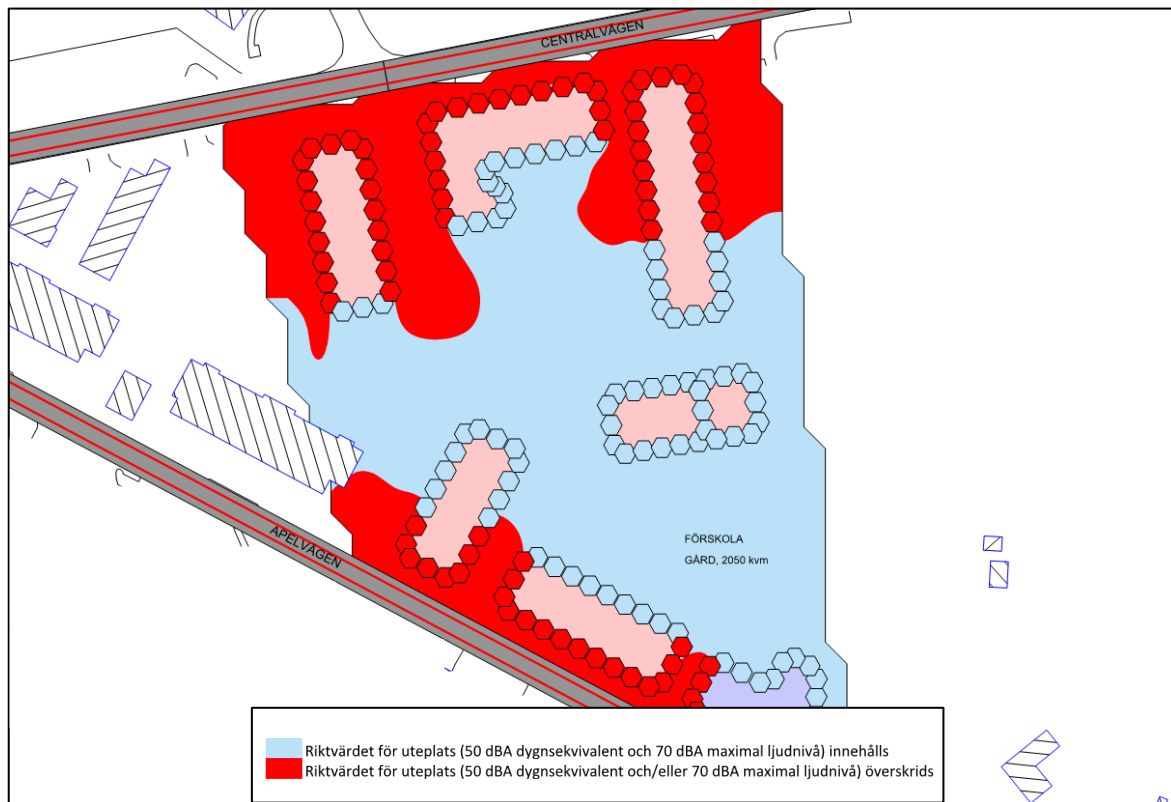 CENTRALVÄGEN
APELVÄGEN
FÖRSKOLA
GÅRD, 2050 kvm
Riktvärdet för uteplats (50 dBA dygnsekvivalent och 70 dBA maximal ljudnivå) innehålls
Riktvärdet för uteplats (50 dBA dygnsekvivalent och/eller 70 dBA maximal ljudnivå) överskrids